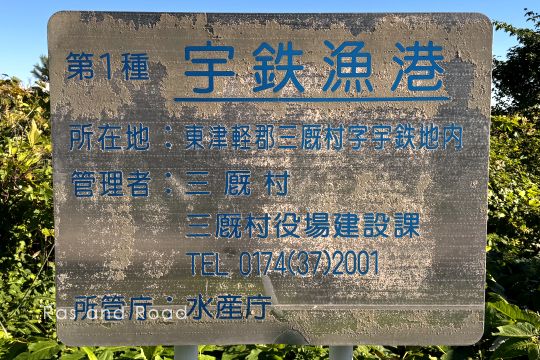 第1種 宇鉄漁港
所在地：東津軽郡三厩村字宇鉄地内
管理者：三厩村
三厩村役場建設課
TEL 0174(37)2001
所管庁：水産庁
Rail and Road